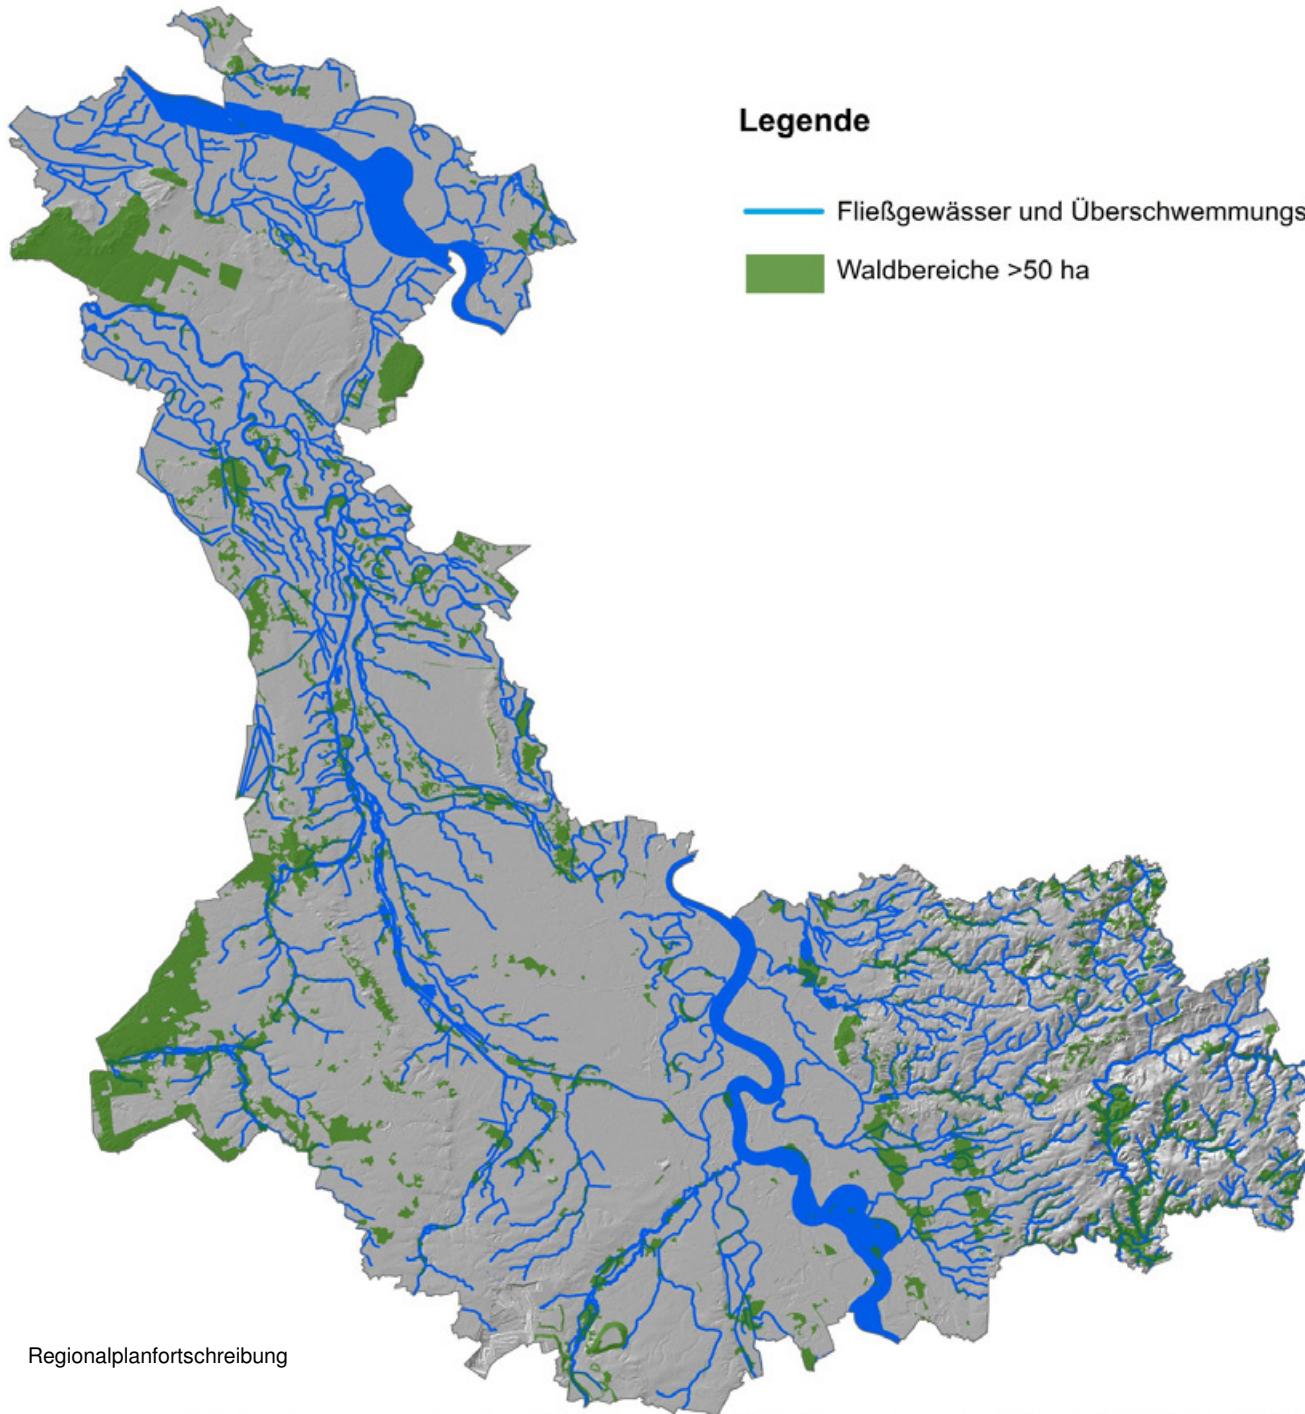 Legende
Fließgewässer und Überschwemmungs
Waldbereiche >50 ha
Regionalplanfortschreibung